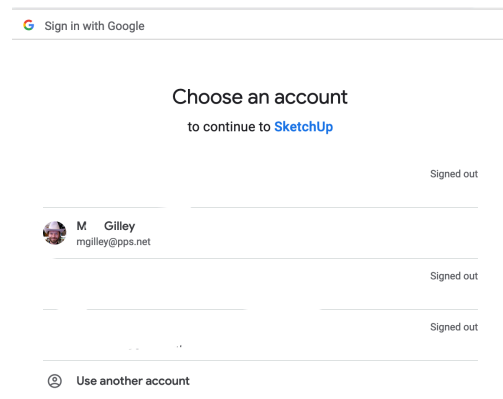 Sign in with Google
Choose an account
to continue to SketchUp
Signed out
M Gilley
mgilley@pps.net
Signed out
Signed out
Use another account